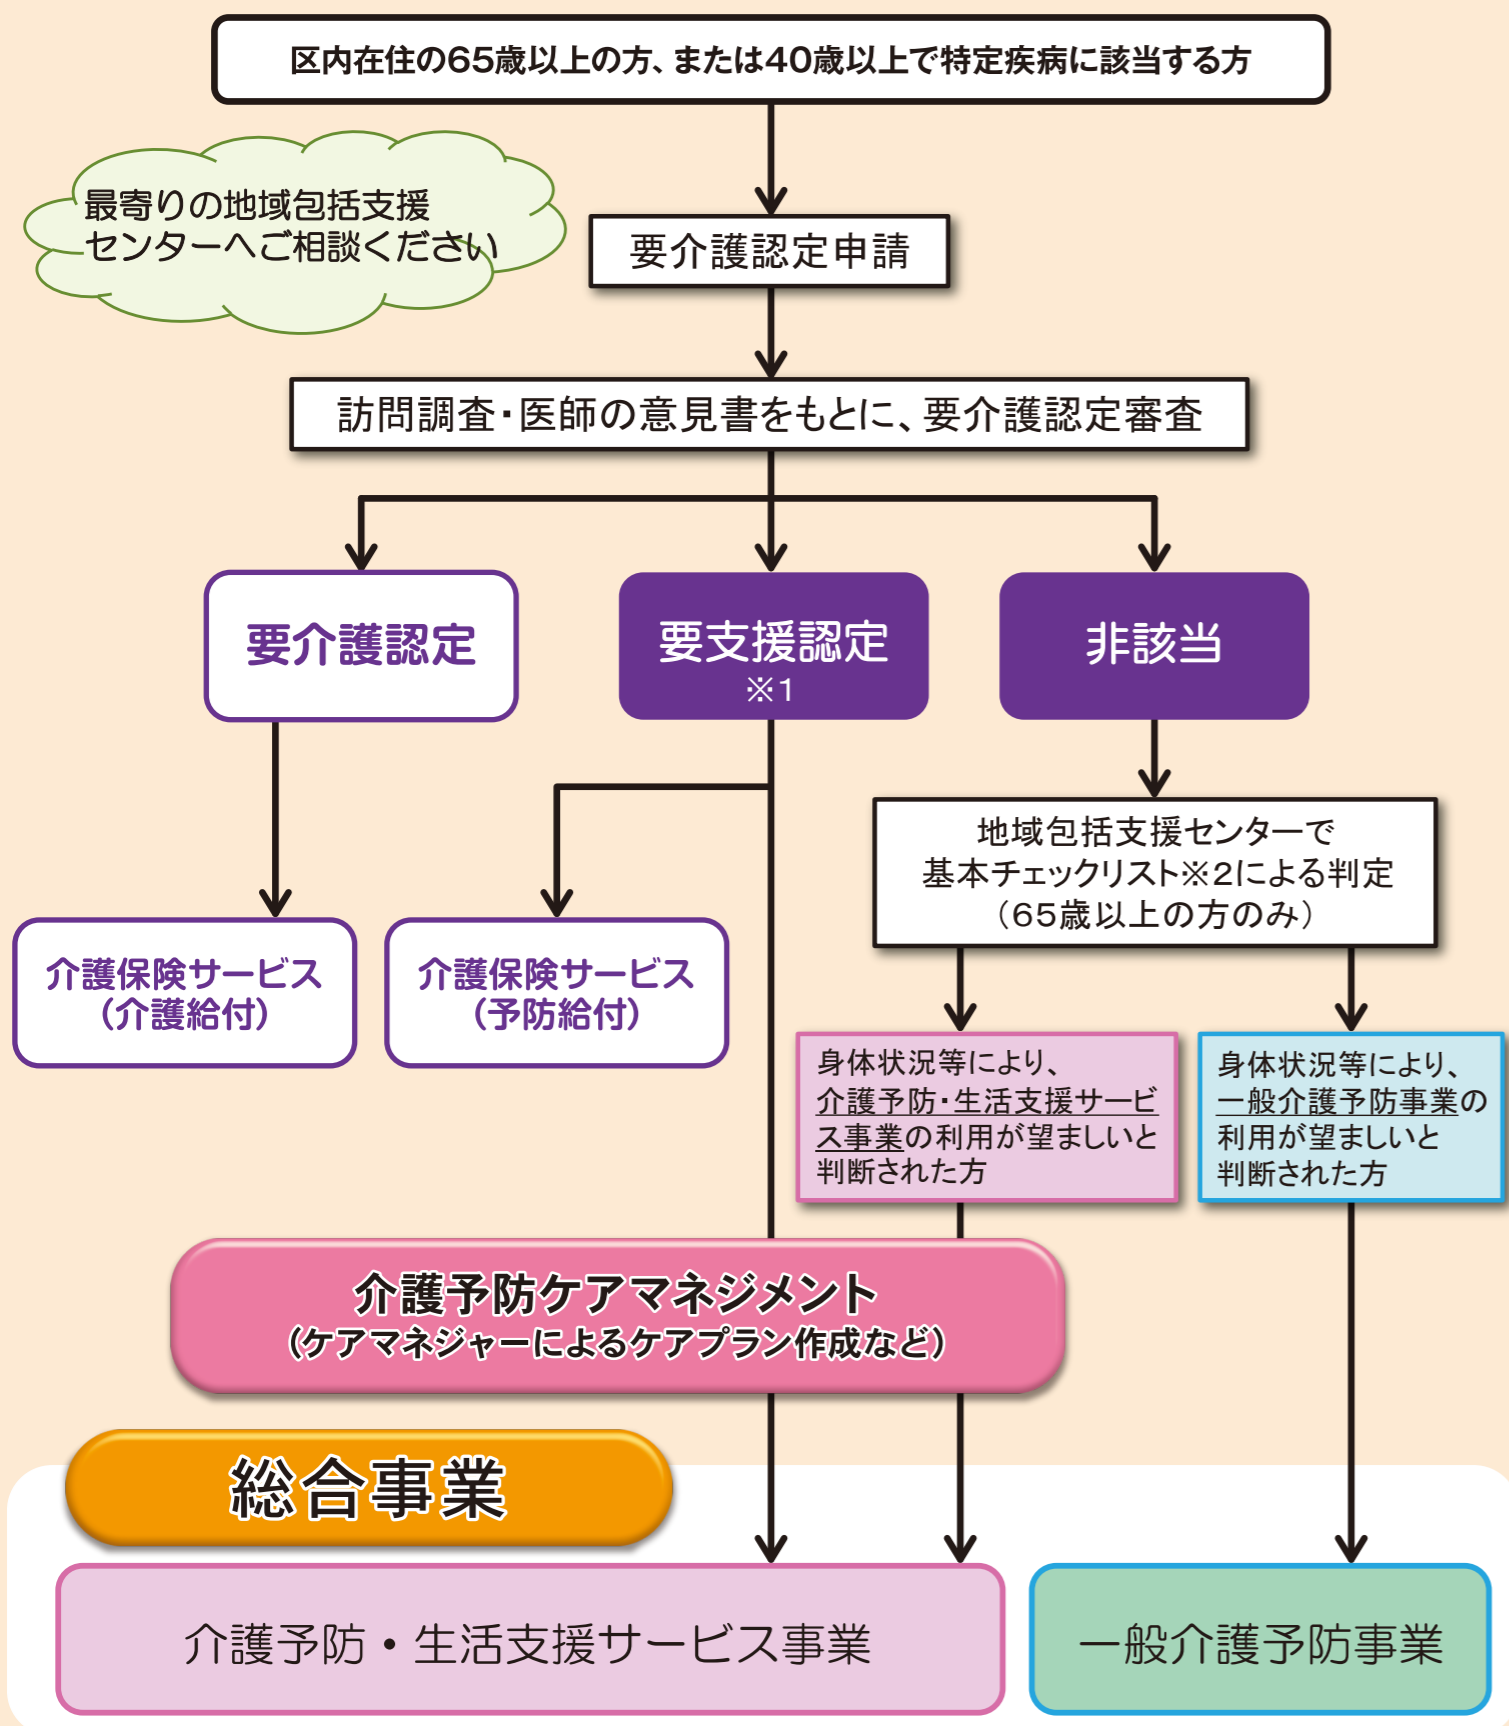 区内在住の65歳以上の方、または40歳以上で特定疾病に該当する方
最寄りの地域包括支援
センターへご相談ください
要介護認定申請
訪問調査・医師の意見書をもとに、要介護認定審査
要介護認定
要支援認定
※1
非該当
地域包括支援センターで
基本チェックリスト※2による判定
（65歳以上の方のみ）
介護保険サービス
（介護給付）
介護保険サービス
（予防給付）
身体状況等により、
介護予防・生活支援サービ
ス事業の利用が望ましいと
判断された方
身体状況等により、
一般介護予防事業の
利用が望ましいと
判断された方
介護予防ケアマネジメント
（ケアマネジャーによるケアプラン作成など）
総合事業
介護予防・生活支援サービス事業
一般介護予防事業